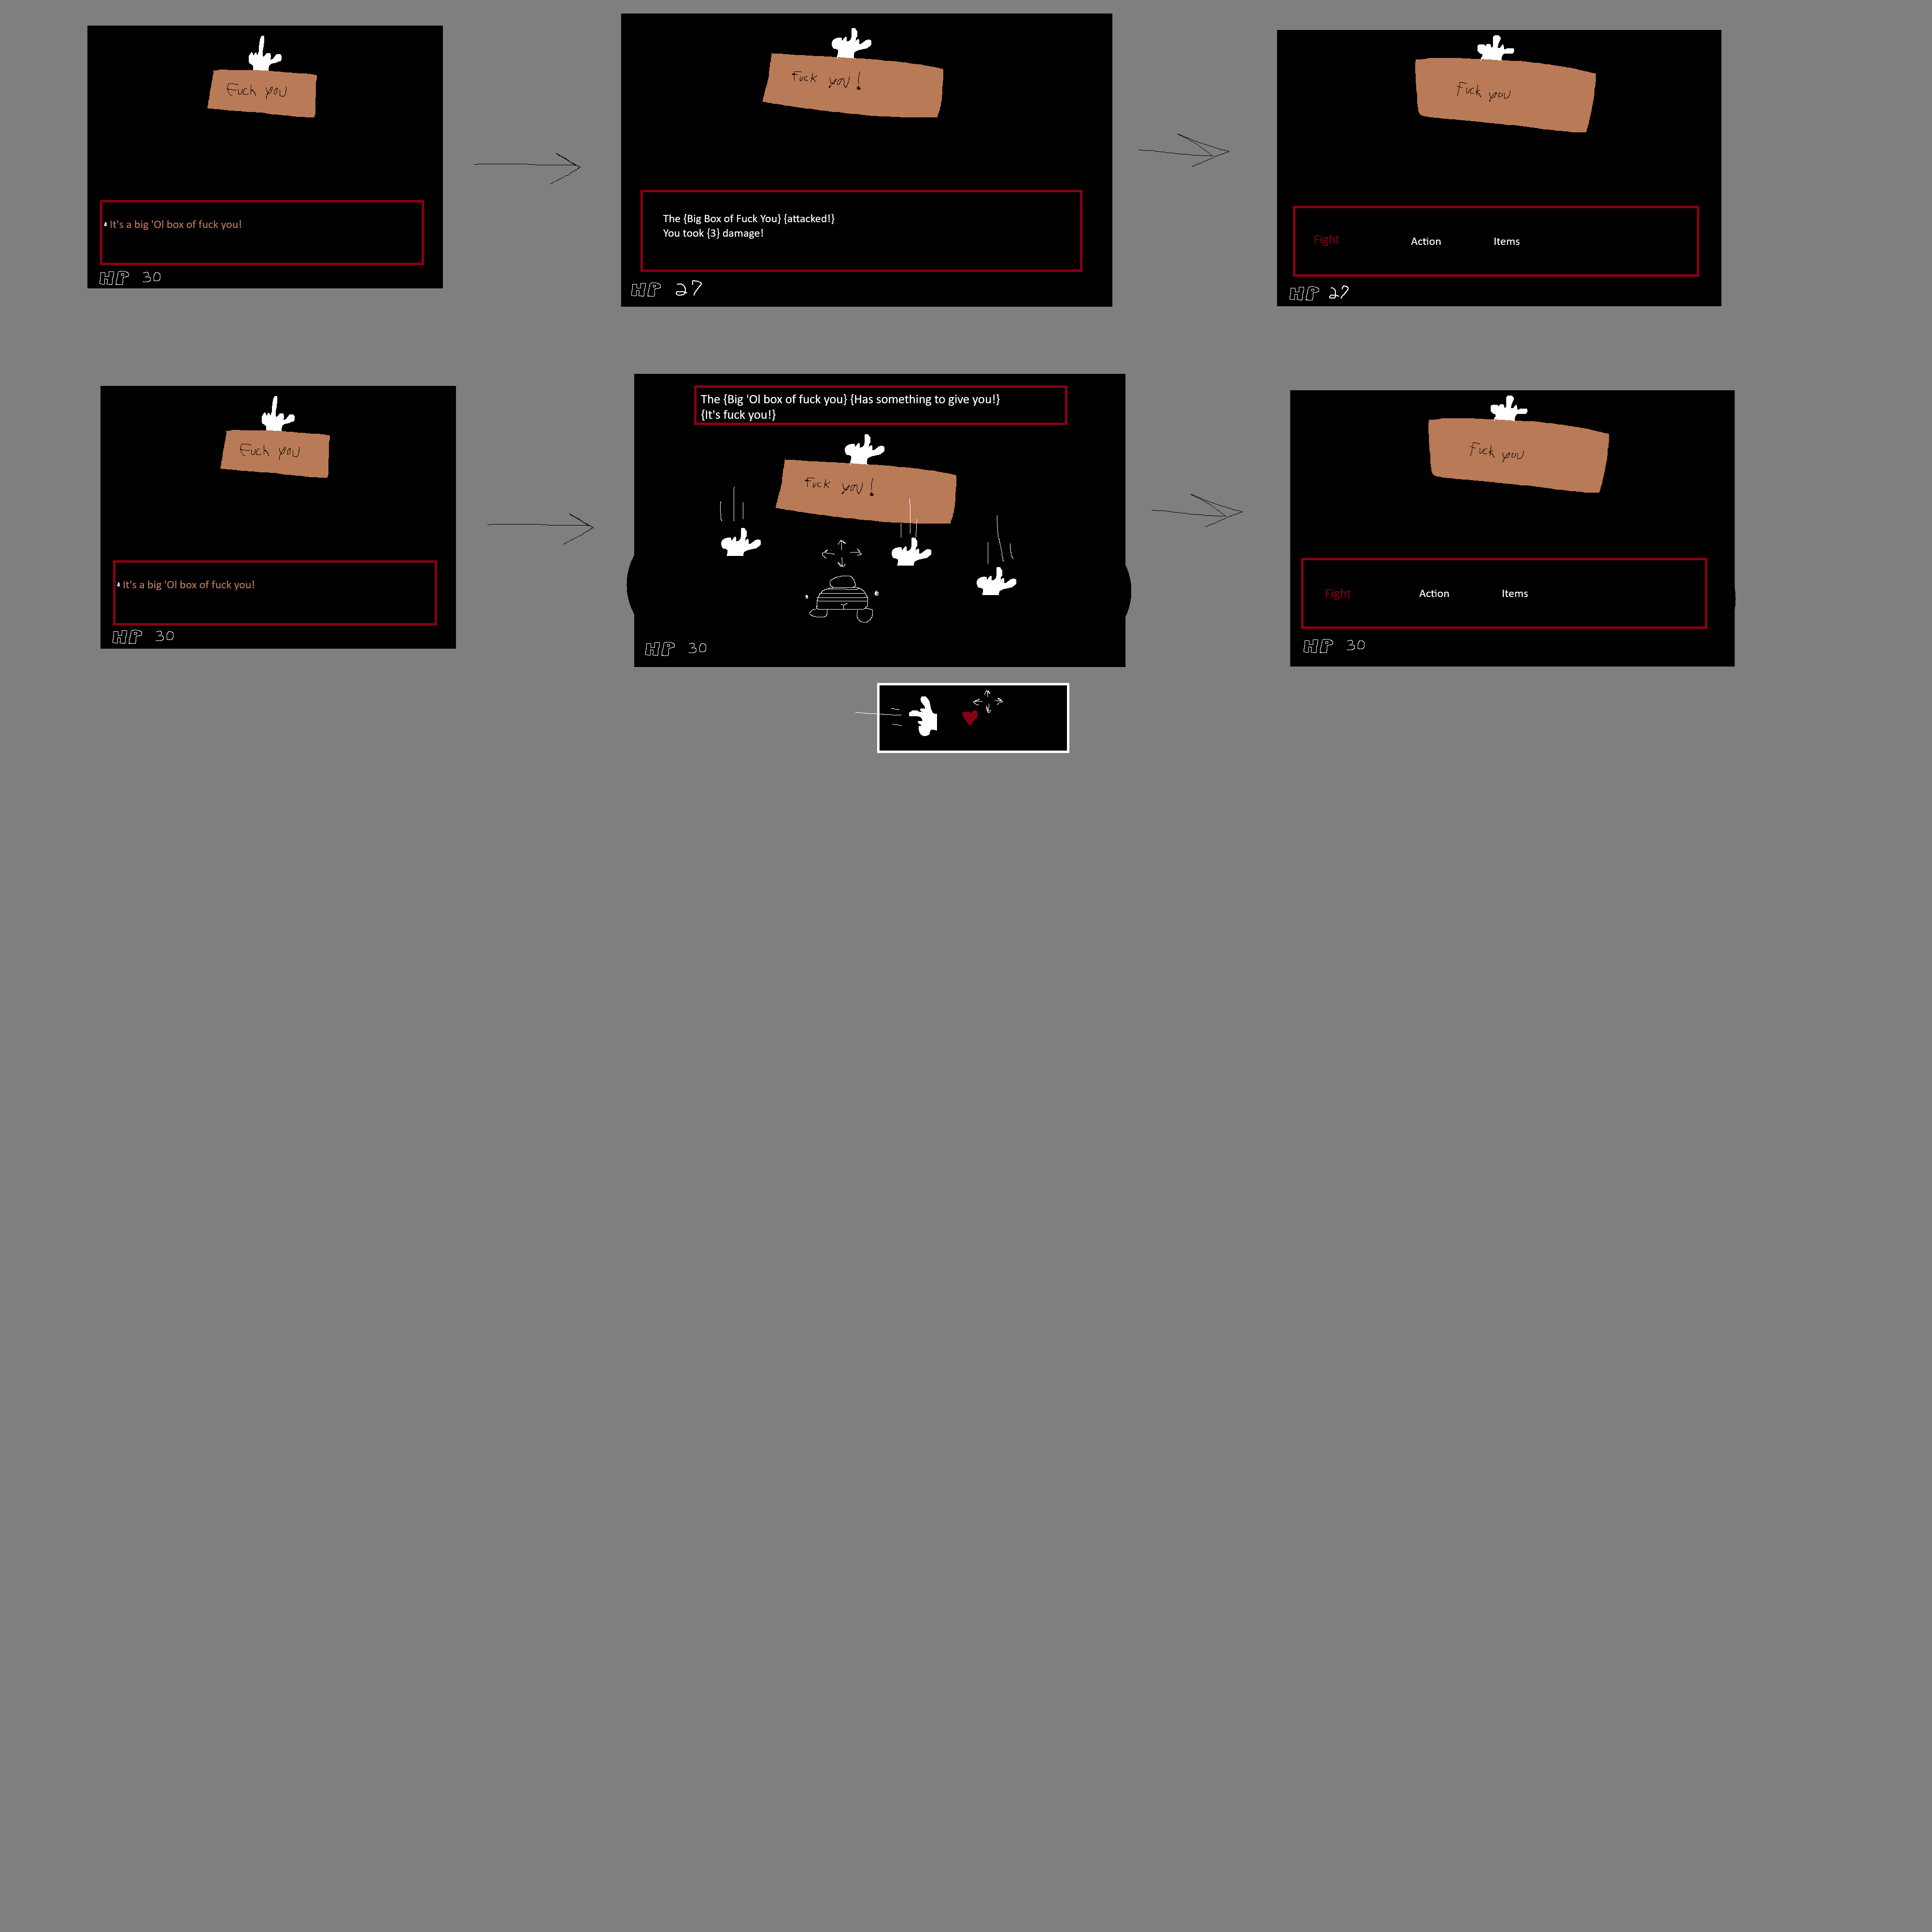 Fuck you
It's a big 'Ol box of fuck you!
HP 30
Fuck you!
The {Big Box of Fuck You} {attacked!}
You took {3} damage!
HP 27
Fuck you
Fight Action Items
HP 27
Fuck you
It's a big 'Ol box of fuck you!
HP 30
The {Big 'Ol box of fuck you} {Has something to give you!}
{It's fuck you!}
Fuck you!
HP 30
Fuck you
Fight Action Items
HP 30